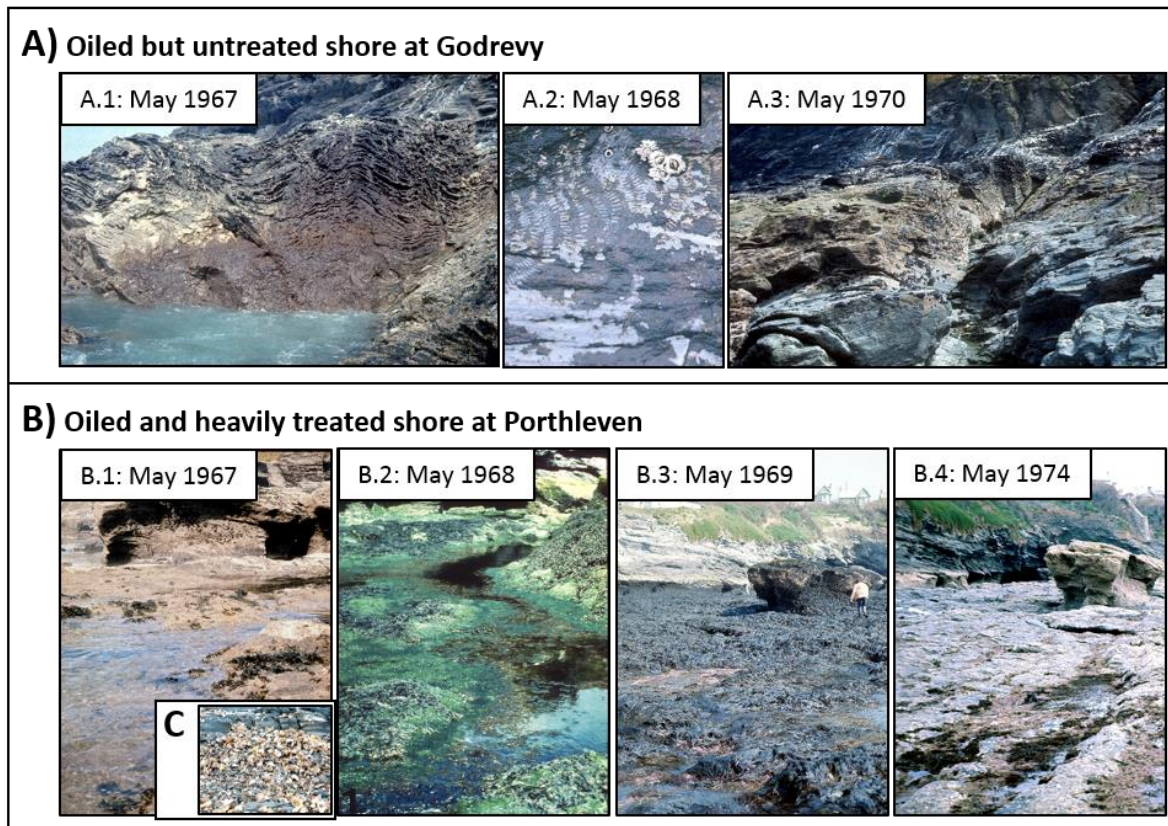 A) Oiled but untreated shore at Godrevy
A.1: May 1967
A.2: May 1968
A.3: May 1970
B) Oiled and heavily treated shore at Porthleven
B.1: May 1967
B.2: May 1968
B.3: May 1969
B.4: May 1974
C